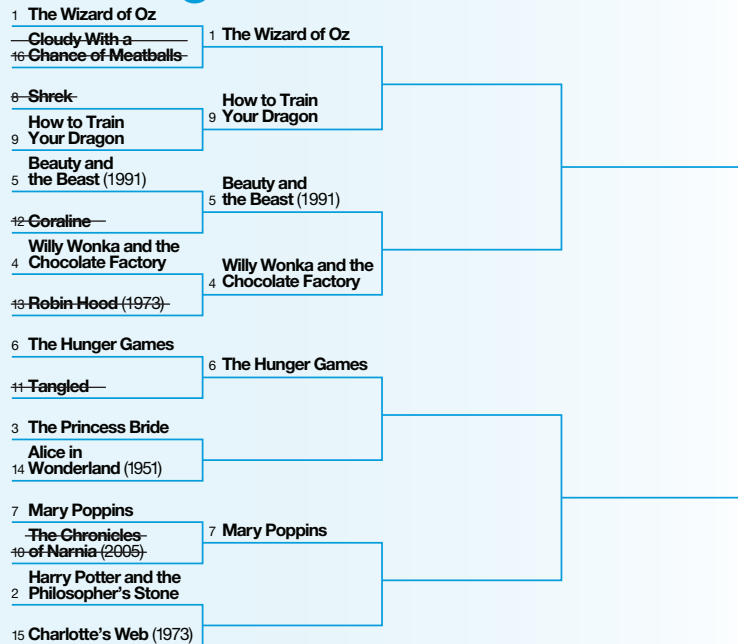 1 The Wizard of Oz
Cloudy With a
16 Chance of Meatballs
8 Shrek
How to Train
9 Your Dragon
Beauty and
5 the Beast (1991)
12 Coraline
Willy Wonka and the
4 Chocolate Factory
13 Robin Hood (1973)
6 The Hunger Games
11 Tangled
3 The Princess Bride
Alice in
14 Wonderland (1951)
7 Mary Poppins
The Chronicles
10 of Narnia (2005)
Harry Potter and the
2 Philosopher's Stone
15 Charlotte's Web (1973)
1 The Wizard of Oz
How to Train
9 Your Dragon
Beauty and
5 the Beast (1991)
Willy Wonka and the
4 Chocolate Factory
6 The Hunger Games
7 Mary Poppins